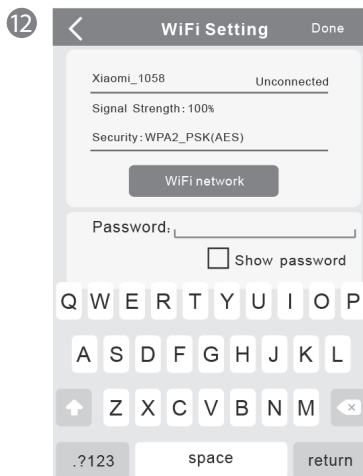 12
WiFi Setting Done
Xiaomi_1058 Unconnected
Signal Strength:100%
Security:WPA2_PSK(AES)
WiFi network
Password:
Show password
Q W E R T Y U I O P
A S D F G H J K L
Z X C V B N M
.?123 space return